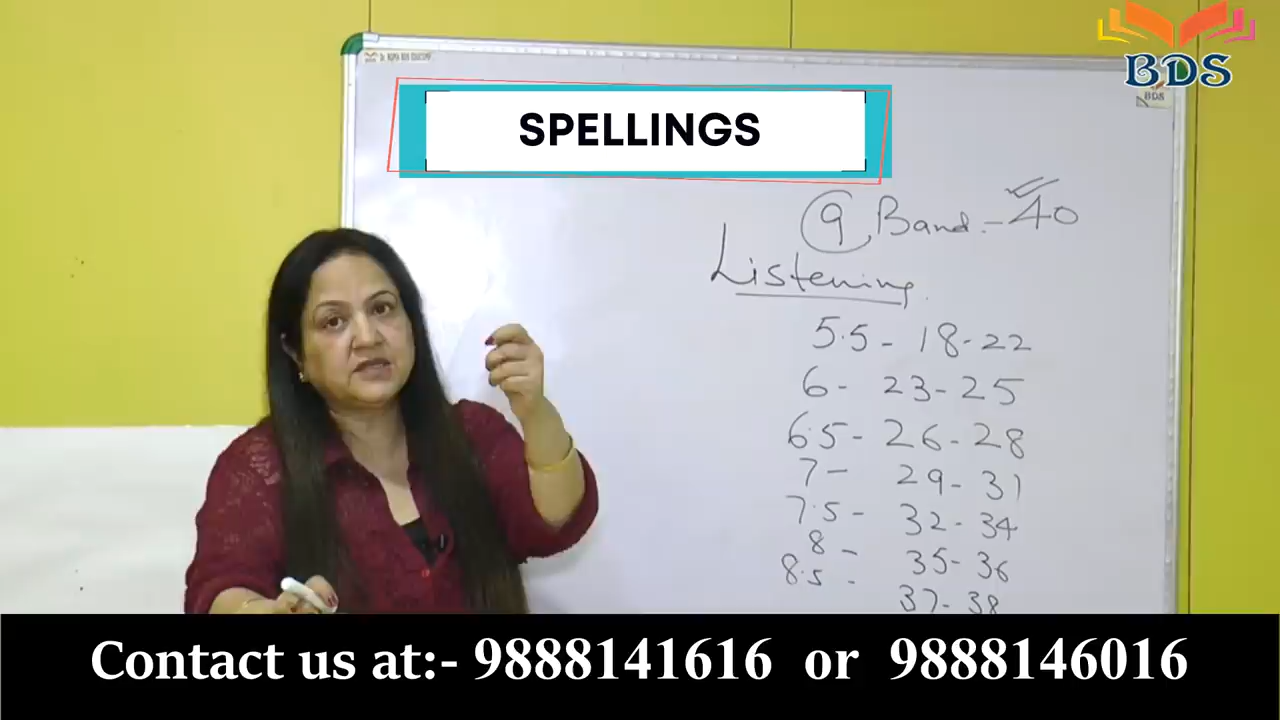 BDS
BDS
SPELLINGS
9 Band - 40
Listening
5.5 - 18-22
6 - 23-25
6.5 - 26-28
7 - 29-31
7.5 - 32-34
8 - 35-36
8.5 - 37-38
Contact us at:- 9888141616 or 9888146016